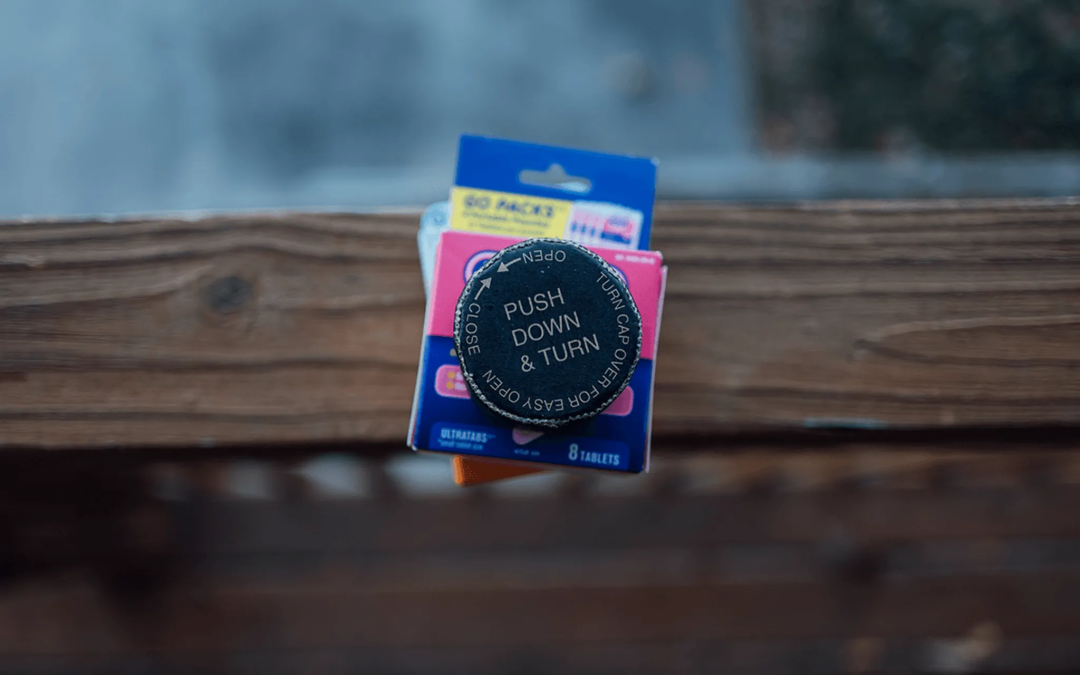 GO PACKS
OPEN
CLOSE
TURN CAP OVER FOR EASY OPEN
PUSH
DOWN
& TURN
ULTRATABS
8 TABLETS